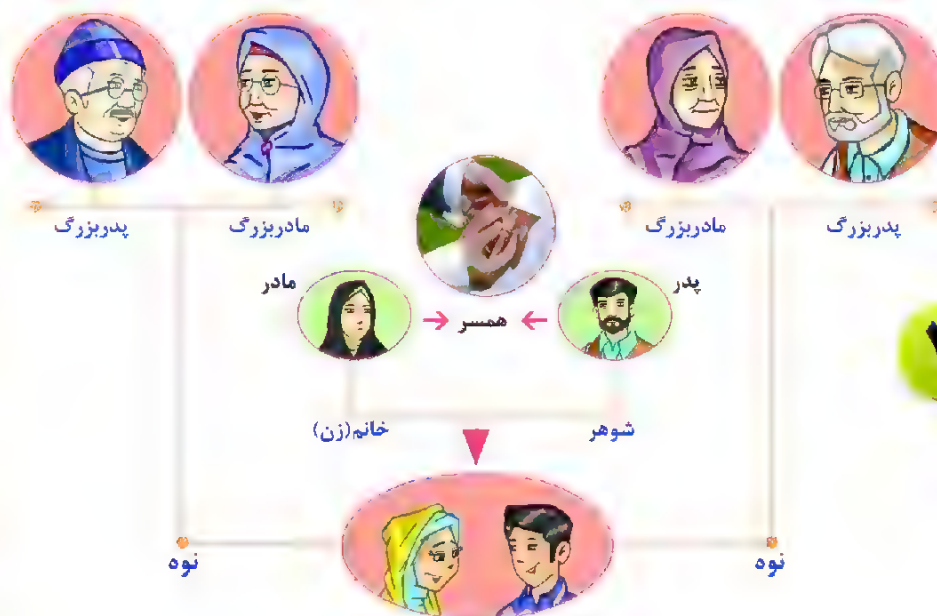 پدربزرگ
مادربزرگ
مادربزرگ
پدربزرگ
پدر
مادر
همسر
شوهر
خانم(زن)
نوه
نوه